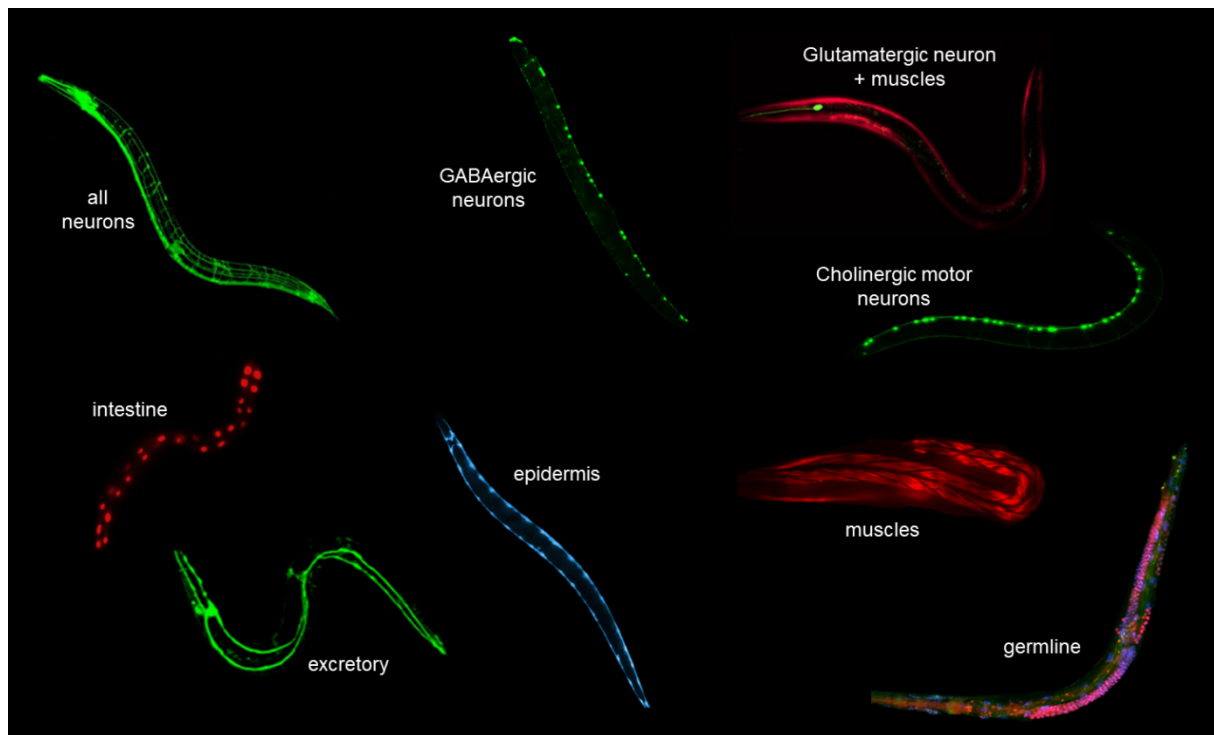 all
neurons
GABAergic
neurons
Glutamatergic neuron
+ muscles
Cholinergic motor
neurons
intestine
epidermis
muscles
excretory
germline